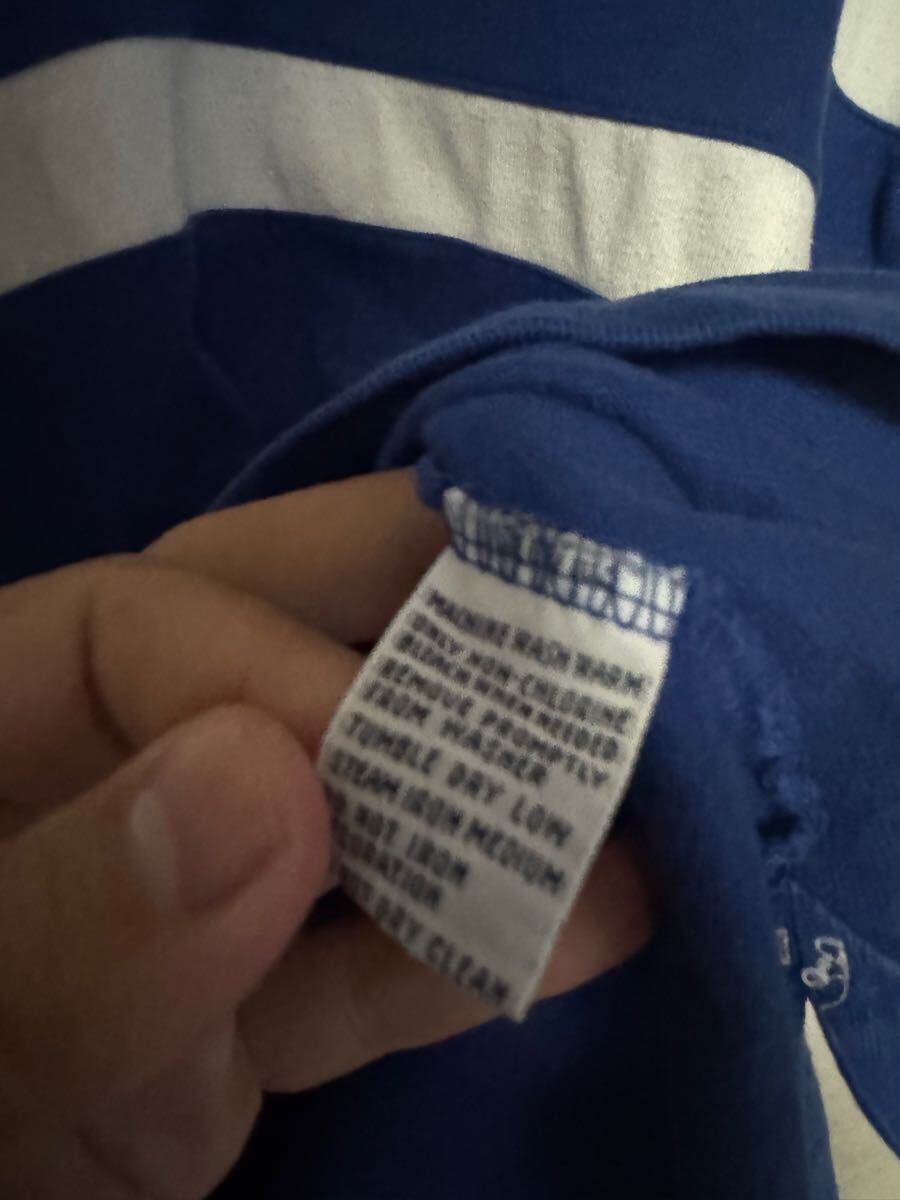 MACHINE WASH WARM
ONLY NON-CHLORINE
BLEACH WHEN NEEDED
REMOVE PROMPTLY
FROM WASHER
TUMBLE DRY LOW
STEAM IRON MEDIUM
NOT IRON
DRY CLEAN